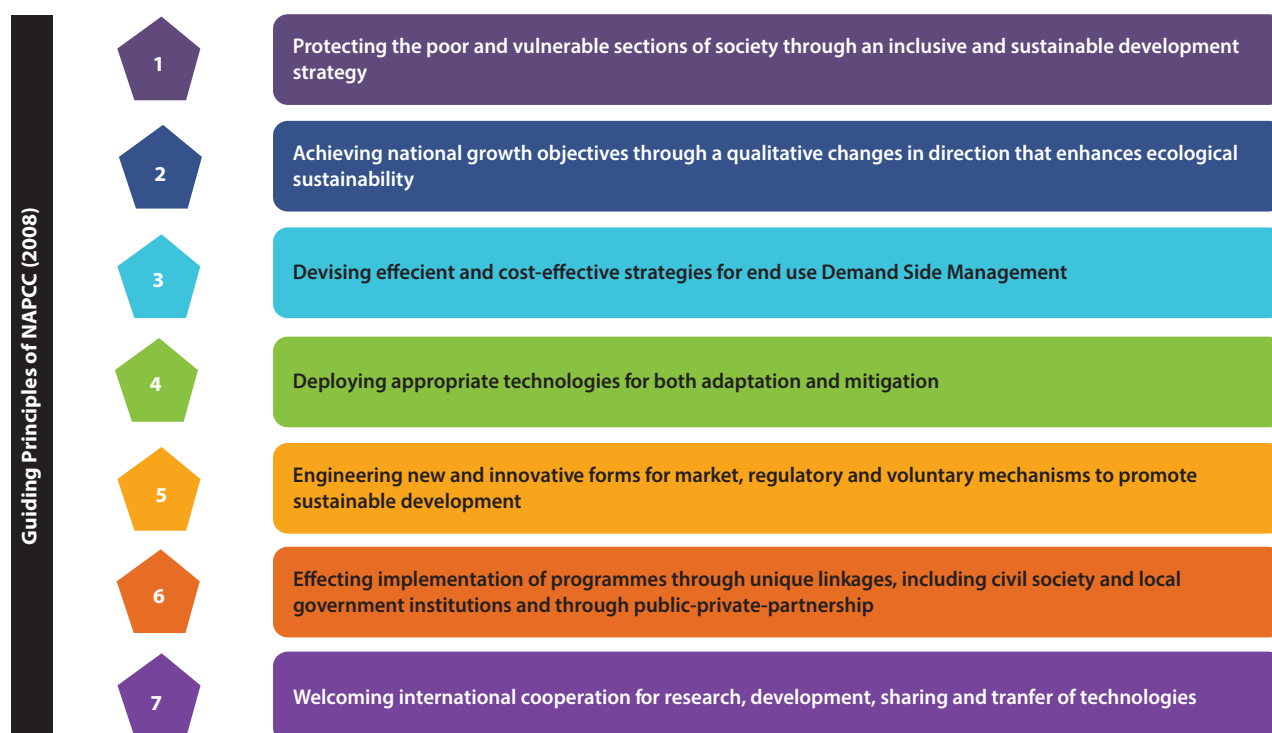 Guiding Principles of NAPCC (2008)
1
Protecting the poor and vulnerable sections of society through an inclusive and sustainable development
strategy
2
Achieving national growth objectives through a qualitative changes in direction that enhances ecological
sustainability
3
Devising effecient and cost-effective strategies for end use Demand Side Management
4
Deploying appropriate technologies for both adaptation and mitigation
5
Engineering new and innovative forms for market, regulatory and voluntary mechanisms to promote
sustainable development
6
Effecting implementation of programmes through unique linkages, including civil society and local
government institutions and through public-private-partnership
7
Welcoming international cooperation for research, development, sharing and tranfer of technologies